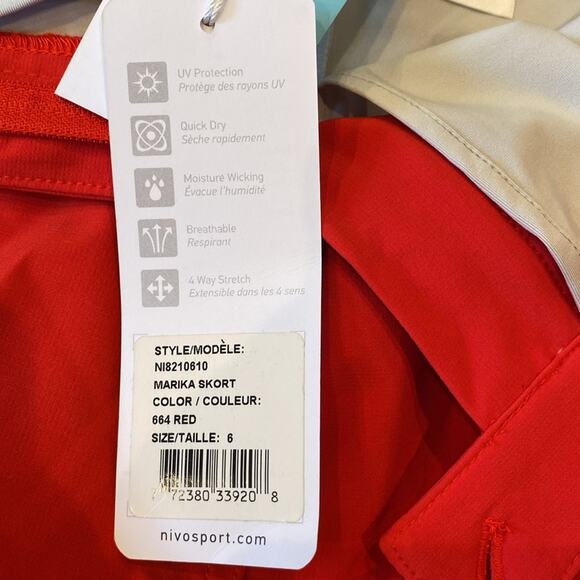 UV Protection
Protège des rayons UV
Quick Dry
Sèche rapidement
Moisture Wicking
Évacue l'humidité
Breathable
Respirant
4 Way Stretch
Extensible dans les 4 sens
STYLE/MODÈLE:
NI8210610
MARIKA SKORT
COLOR / COULEUR:
664 RED
SIZE/TAILLE: 6
7 72380 33920 8
nivosport.com